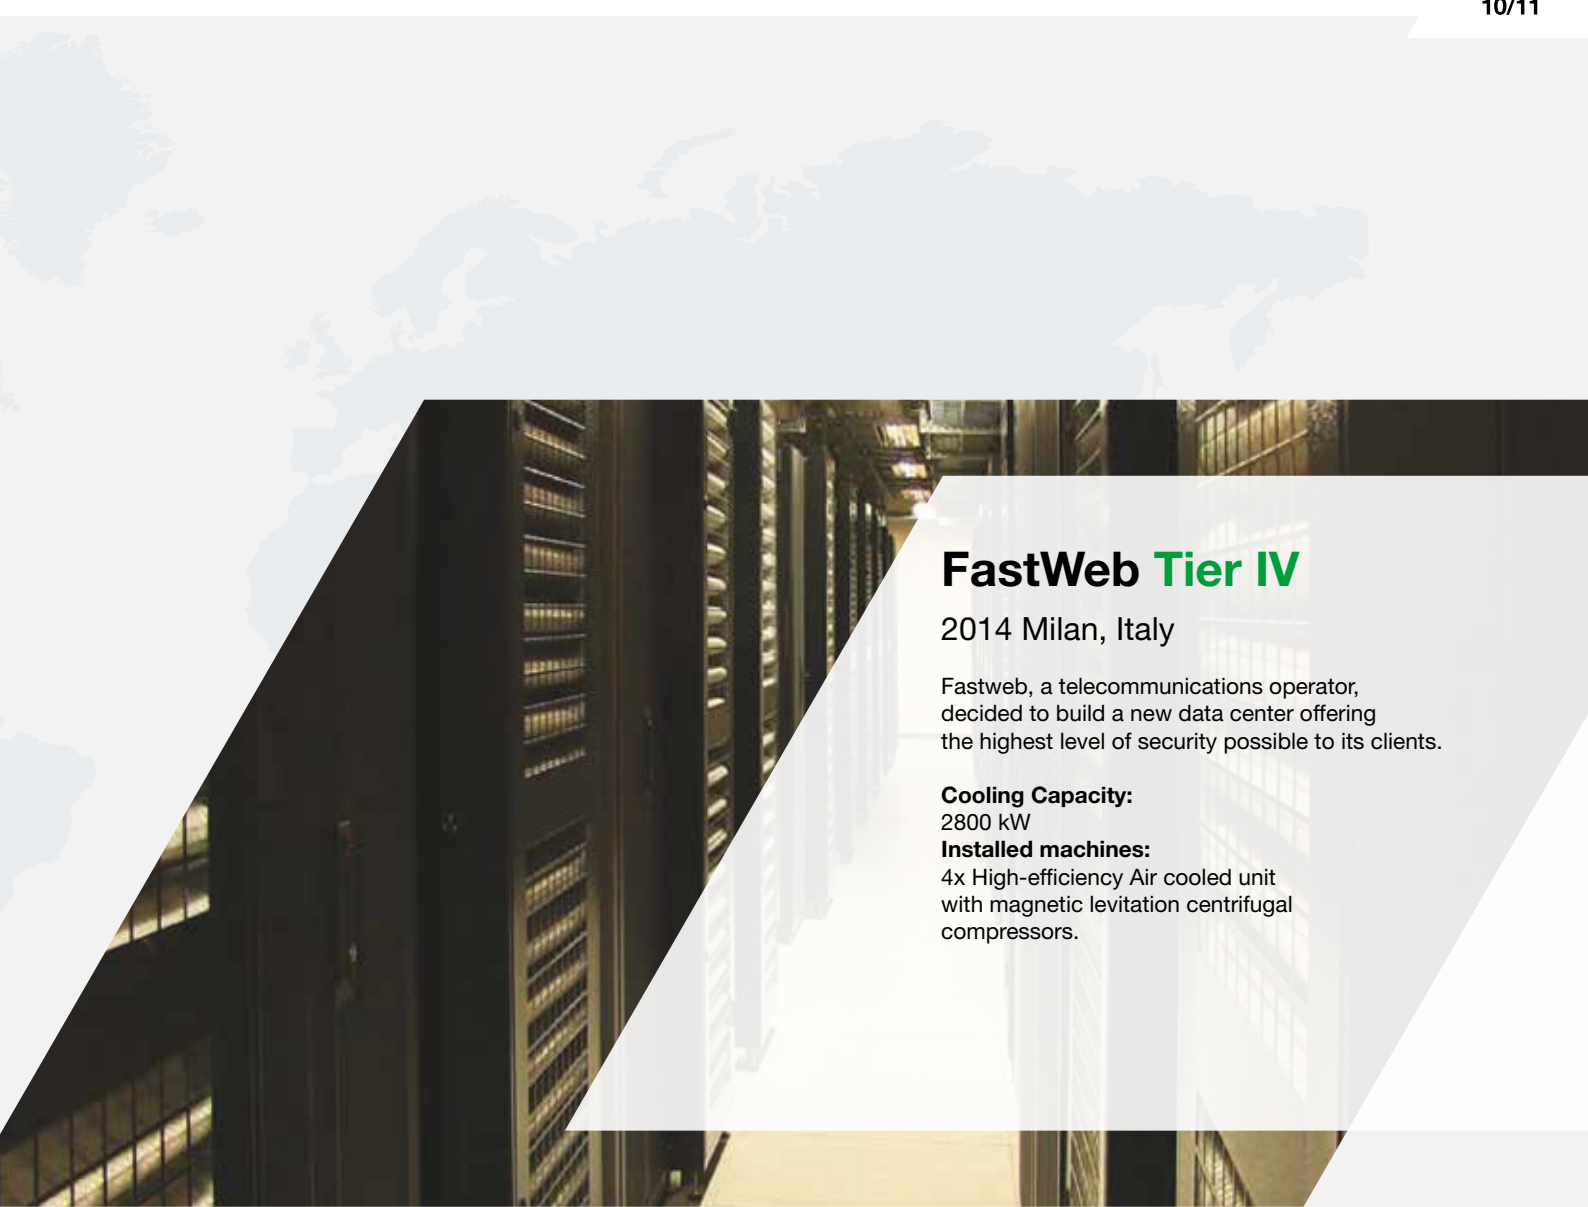 10/11
FastWeb Tier IV
2014 Milan, Italy
Fastweb, a telecommunications operator,
decided to build a new data center offering
the highest level of security possible to its clients.
Cooling Capacity:
2800 kW
Installed machines:
4x High-efficiency Air cooled unit
with magnetic levitation centrifugal
compressors.